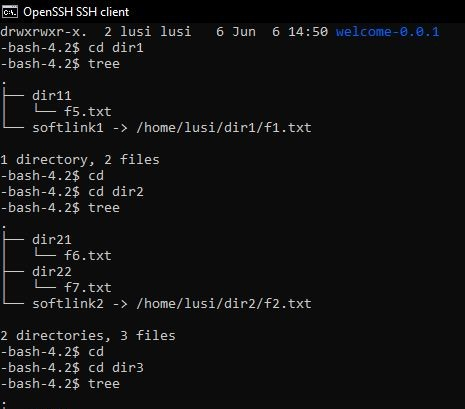 OpenSSH SSH client
drwxrwxr-x.  2 lusi lusi   6 Jun  6 14:50 welcome-0.0.1
-bash-4.2$ cd dir1
-bash-4.2$ tree
.
├── dir11
│   └── f5.txt
└── softlink1 -> /home/lusi/dir1/f1.txt

1 directory, 2 files
-bash-4.2$ cd
-bash-4.2$ cd dir2
-bash-4.2$ tree
.
├── dir21
│   └── f6.txt
├── dir22
│   └── f7.txt
└── softlink2 -> /home/lusi/dir2/f2.txt

2 directories, 3 files
-bash-4.2$ cd
-bash-4.2$ cd dir3
-bash-4.2$ tree
.